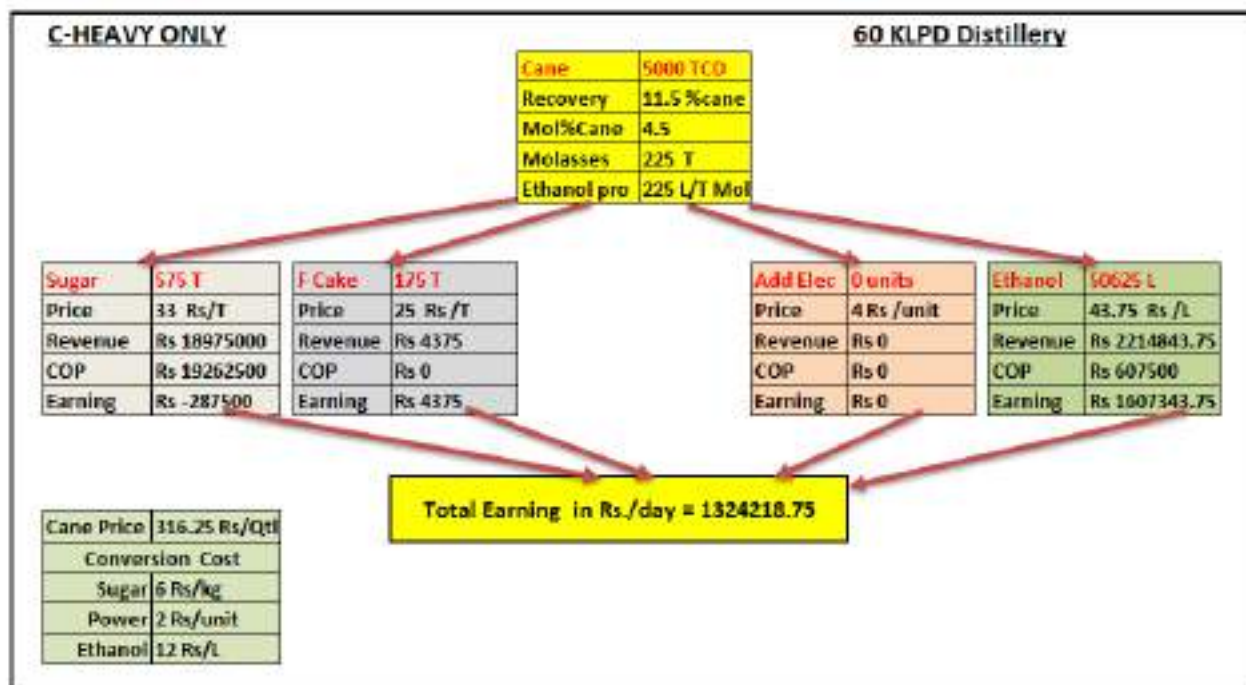 C-HEAVY ONLY
60 KLPD Distillery
Cane 5000 TCD
Recovery 11.5 %cane
Mol%Cane 4.5
Molasses 225 T
Ethanol pro 225 L/T Mol
Sugar 575 T
Price 33 Rs/T
Revenue Rs 18975000
COP Rs 19262500
Earning Rs -287500
F Cake 175 T
Price 25 Rs /T
Revenue Rs 4375
COP Rs 0
Earning Rs 4375
Add Elec 0 units
Price 4 Rs /unit
Revenue Rs 0
COP Rs 0
Earning Rs 0
Ethanol 50625 L
Price 43.75 Rs /L
Revenue Rs 2214843.75
COP Rs 607500
Earning Rs 1607343.75
Total Earning in Rs./day = 1324218.75
Cane Price 316.25 Rs/Qtl
Conversion Cost
Sugar 6 Rs/kg
Power 2 Rs/unit
Ethanol 12 Rs/L